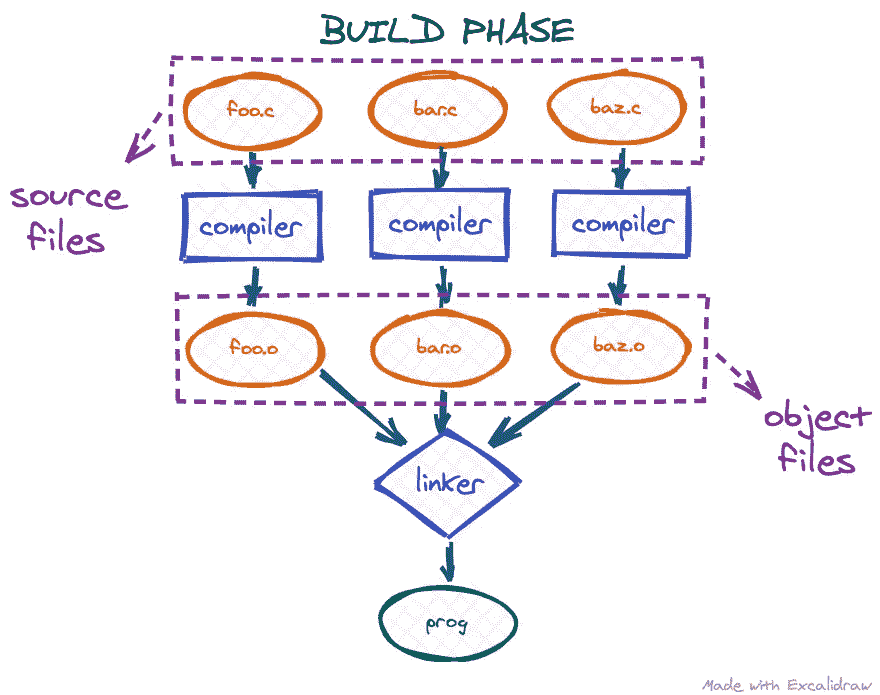 BUILD PHASE
foo.c
bar.c
baz.c
source
files
compiler
compiler
compiler
foo.o
bar.o
baz.o
object
files
linker
prog
Made with Excalidraw